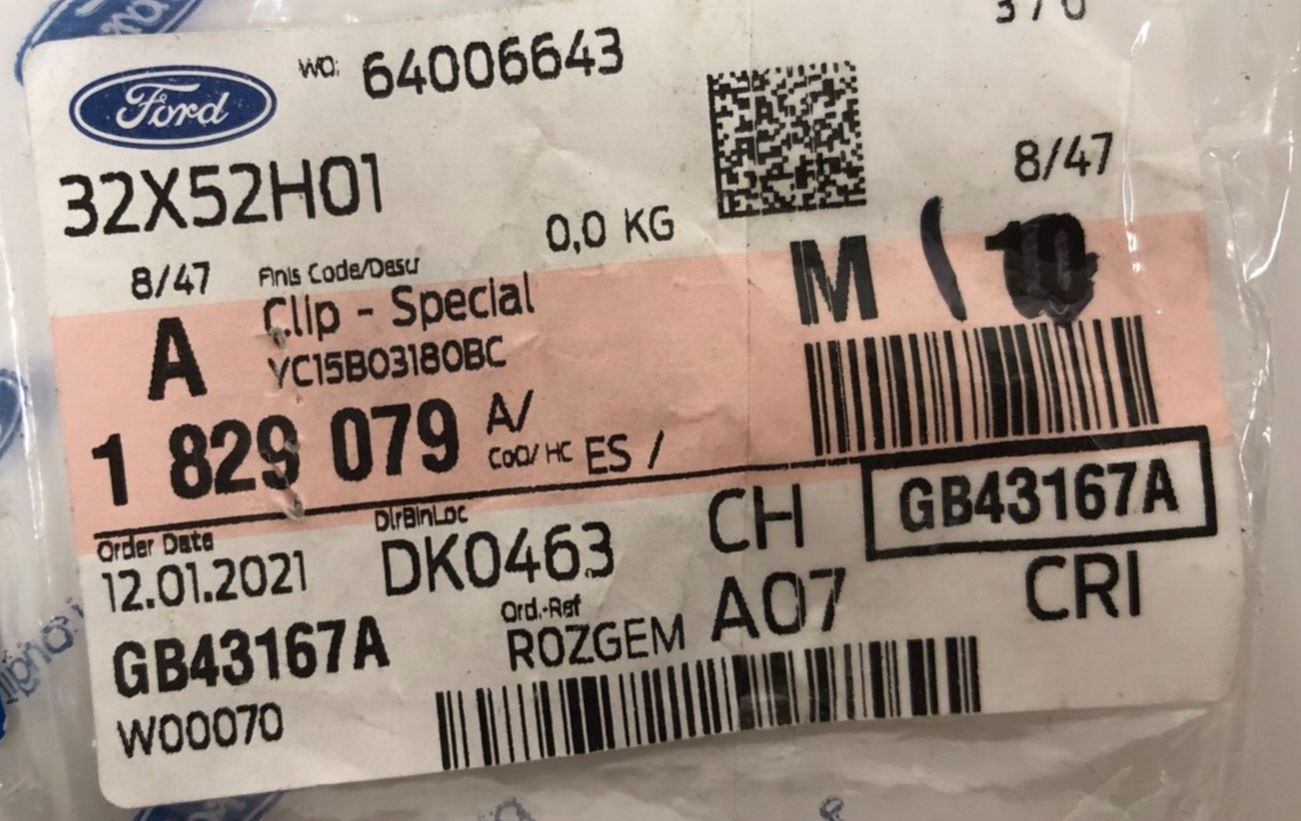 Ford
WO: 64006643
32X52H01
0,0 KG
8/47
8/47
Finis Code/Descr
M
A
Clip - Special
YC15B03180BC
1 829 079
A/
CoO/ HC ES /
GB43167A
Order Date
DlrBinLoc
CH
12.01.2021
DK0463
CRI
Ord.-Ref
A07
GB43167A
ROZGEM
W00070